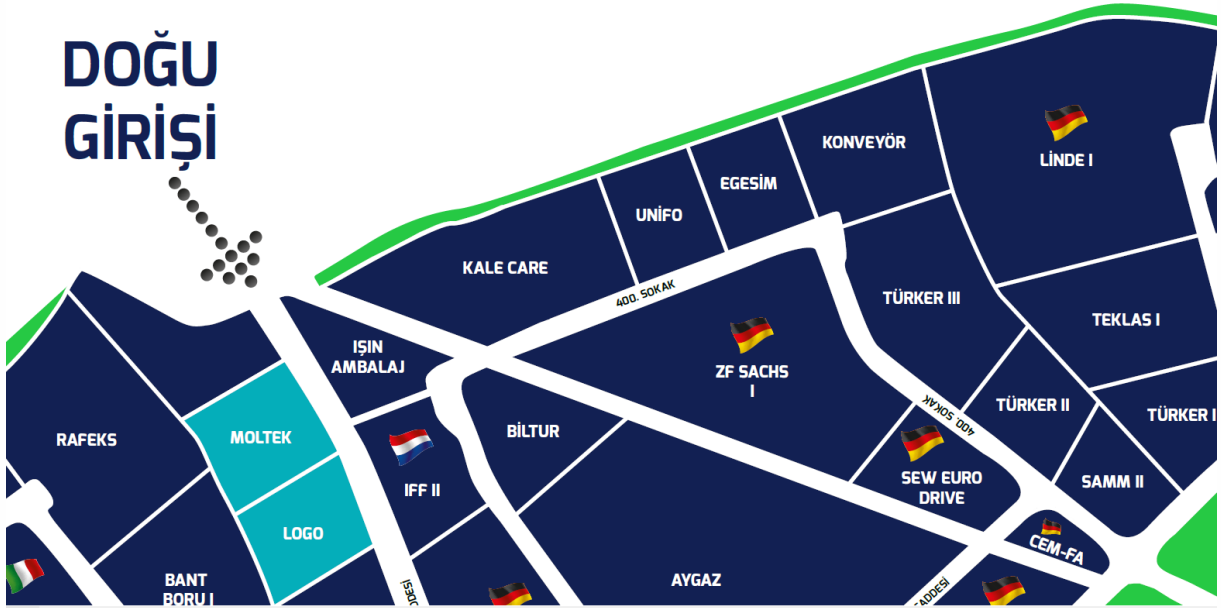 DOĞU
GİRİŞİ
KONVEYÖR
LİNDE I
EGESİM
UNİFO
KALE CARE
400. SOKAK
TÜRKER III
TEKLAS I
IŞIN
AMBALAJ
ZF SACHS
I
TÜRKER II
TÜRKER I
400. SOKAK
RAFEKS
MOLTEK
BİLTUR
IFF II
SEW EURO
DRIVE
SAMM II
LOGO
CEM-FA
BANT
BORU I
AYGAZ
ODESİ
CADDESİ